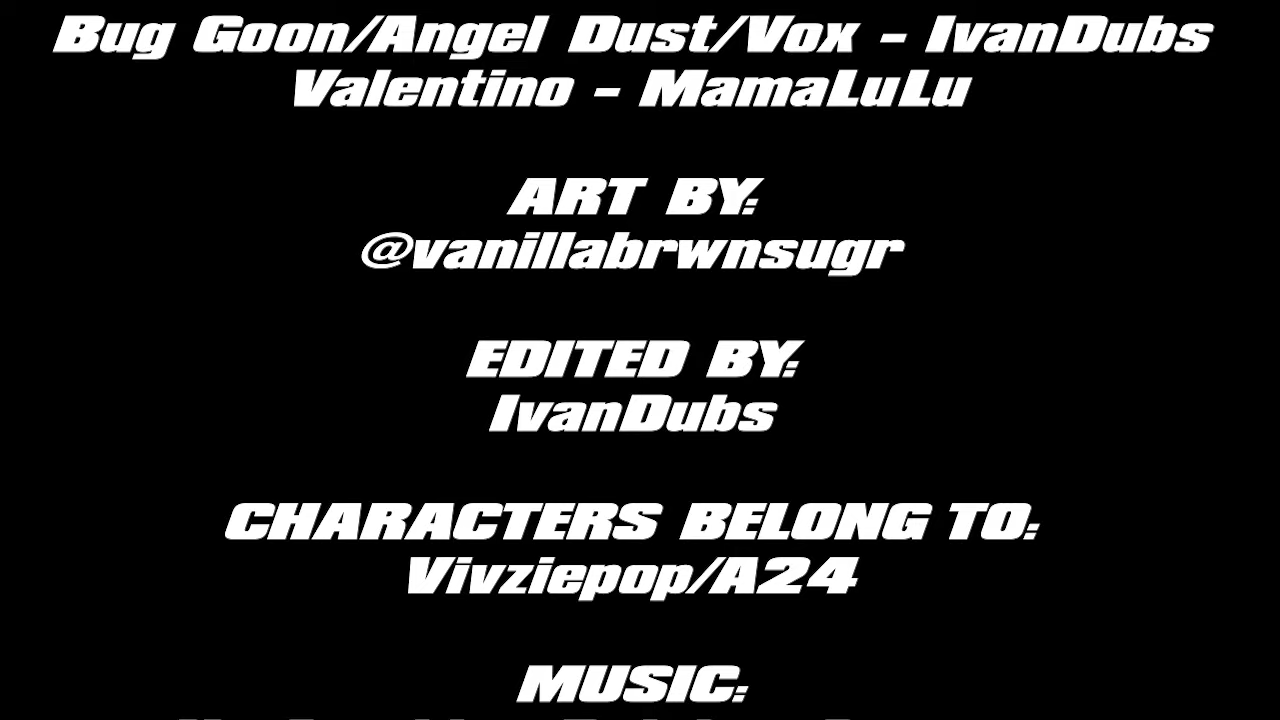 Bug Goon/Angel Dust/Vox - IvanDubs
Valentino - MamaLuLu
ART BY:
@vanillabrwnsugr
EDITED BY:
IvanDubs
CHARACTERS BELONG TO:
Vivziepop/A24
MUSIC: